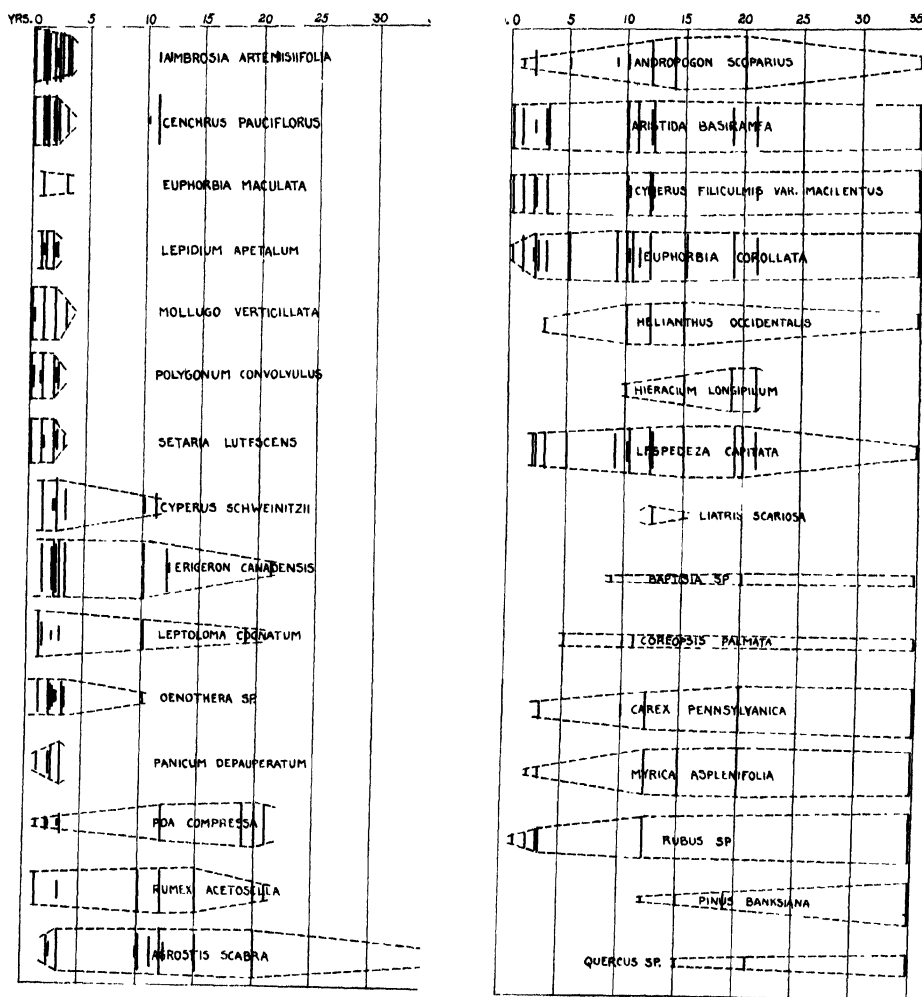 YRS. 0 5 10 15 20 25 30
AMBROSIA ARTEMISIIFOLIA
CENCHRUS PAUCIFLORUS
EUPHORBIA MACULATA
LEPIDIUM APETALUM
MOLLUGO VERTICILLATA
POLYGONUM CONVOLVULUS
SETARIA LUTESCENS
CYPERUS SCHWEINITZII
ERIGERON CANADENSIS
LEPTOLOMA COGNATUM
OENOTHERA SP.
PANICUM DEPAUPERATUM
POA COMPRESSA
RUMEX ACETOSELLA
AGROSTIS SCABRA
0 5 10 15 20 25 30 35
ANDROPOGON SCOPARIUS
ARISTIDA BASIRAMEA
CYPERUS FILICULMIS VAR. MACILENTUS
EUPHORBIA COROLLATA
HELIANTHUS OCCIDENTALIS
HIERACIUM LONGIPILUM
LESPEDEZA CAPITATA
LIATRIS SCARIOSA
BAPTISIA SP.
COREOPSIS PALMATA
CAREX PENNSYLVANICA
MYRICA ASPLENIFOLIA
RUBUS SP.
PINUS BANKSIANA
QUERCUS SP.